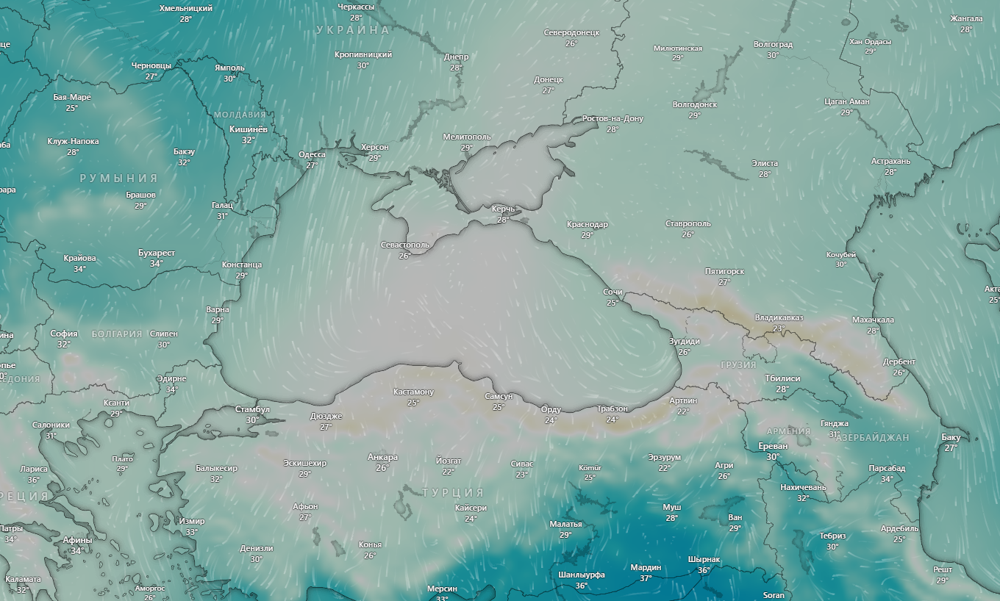 Хмельницкий
28°
Черкассы
28°
УКРАИНА
Северодонецк
26°
Жангала
28°
Милютинская
29°
Волгоград
30°
Хан Ордасы
29°
Кропивницкий
30°
Днепр
28°
Черновцы
27°
Ямполь
30°
Донецк
27°
Бая-Маре
25°
МОЛДАВИЯ
Кишинёв
32°
Волгодонск
29°
Цаган Аман
29°
Ростов-на-Дону
28°
Клуж-Напока
28°
Бакэу
32°
Одесса
27°
Херсон
29°
Мелитополь
29°
Элиста
28°
Астрахань
28°
РУМЫНИЯ
Брашов
29°
Галац
31°
Керчь
28°
Краснодар
29°
Ставрополь
26°
Севастополь
26°
Крайова
34°
Бухарест
34°
Констанца
29°
Кочубей
30°
Пятигорск
27°
Сочи
25°
Акта
25°
Варна
29°
София
32°
БОЛГАРИЯ
Сливен
30°
Владикавказ
23°
Махачкала
28°
Зугдиди
26°
ГРУЗИЯ
Дербент
26°
ЕДОНИЯ
Эдирне
34°
Тбилиси
28°
Кастамону
25°
Самсун
25°
Ксанти
29°
Стамбул
30°
Дюздже
27°
Орду
24°
Трабзон
24°
Артвин
22°
Салоники
31°
АРМЕНИЯ
Гянджа
31°
АЗЕРБАЙДЖАН
Баку
27°
Ереван
30°
Плато
29°
Лариса
36°
Балыкесир
32°
Эскишехир
29°
Анкара
26°
Йозгат
22°
Сивас
23°
Komür
25°
Эрзурум
22°
Агри
26°
Парсабад
34°
РЕЦИЯ
ТУРЦИЯ
Нахичевань
32°
Афьон
27°
Кайсери
24°
Муш
28°
Ван
29°
Патры
34°
Измир
33°
Малатья
29°
Ардебиль
25°
Афины
34°
Денизли
30°
Конья
26°
Тебриз
30°
Шырнак
36°
Каламата
32°
Мардин
37°
Шанлыурфа
36°
Решт
29°
Аморгос
26°
Мерсин
33°
Soran